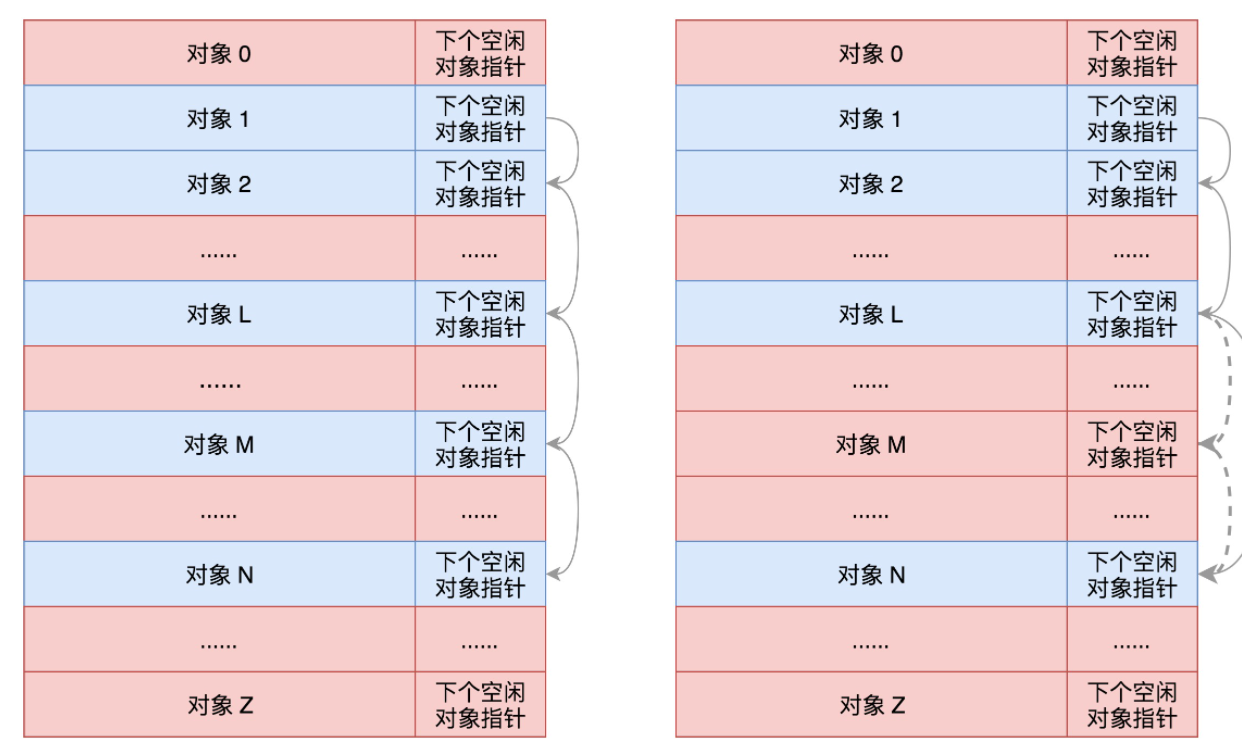 对象 0
下个空闲
对象指针
对象 1
下个空闲
对象指针
对象 2
下个空闲
对象指针
......
......
对象 L
下个空闲
对象指针
......
......
对象 M
下个空闲
对象指针
......
......
对象 N
下个空闲
对象指针
......
......
对象 Z
下个空闲
对象指针
对象 0
下个空闲
对象指针
对象 1
下个空闲
对象指针
对象 2
下个空闲
对象指针
......
......
对象 L
下个空闲
对象指针
......
......
对象 M
下个空闲
对象指针
......
......
对象 N
下个空闲
对象指针
......
......
对象 Z
下个空闲
对象指针